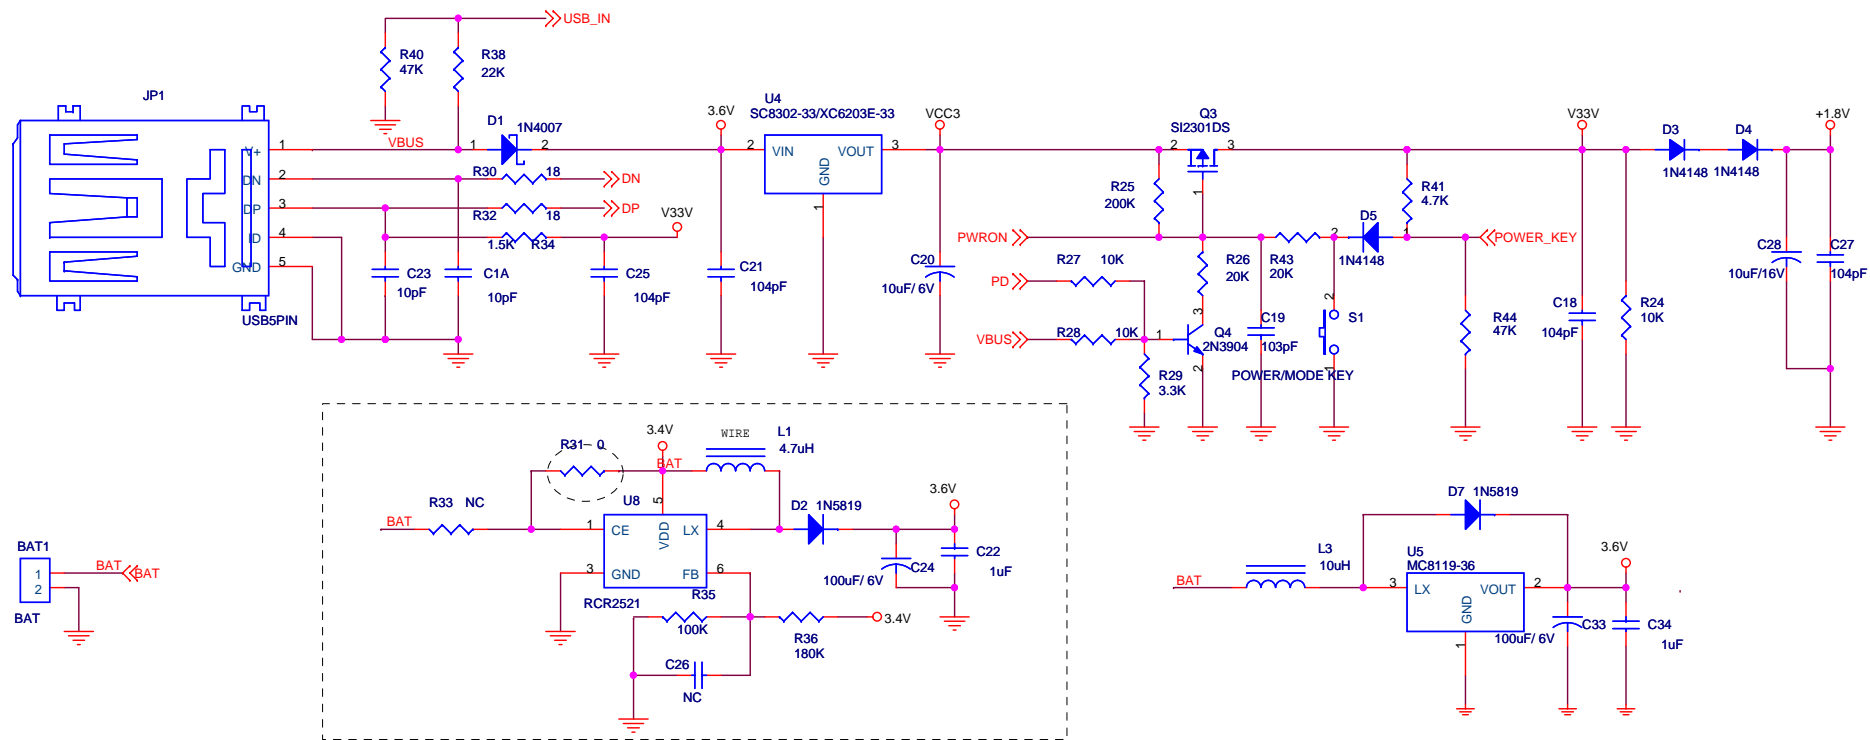 USB_IN
R40
47K
R38
22K
JP1
V+
DN
DP
ID
GND
1
2
3
4
5
USB5PIN
VBUS
D1
1N4007
1
2
R30
18
DN
R32
18
DP
1.5K
R34
V33V
C23
10pF
C1A
10pF
C25
104pF
3.6V
C21
104pF
U4
SC8302-33/XC6203E-33
2
VIN
VOUT
3
GND
1
VCC3
C20
10uF/ 6V
Q3
SI2301DS
2
3
1
R25
200K
PWRON
PD
VBUS
R27
10K
R28
10K
1
R29
3.3K
R26
20K
3
Q4
2N3904
2
C19
103pF
R43
20K
2
D5
1
1N4148
R41
4.7K
POWER_KEY
2
S1
1
POWER/MODE KEY
R44
47K
V33V
C18
104pF
R24
10K
D3
1N4148
D4
1N4148
+1.8V
C28
10uF/16V
C27
104pF
BAT1
1
2
BAT
BAT
BAT
R31
0
3.4V
BAT
WIRE
L1
4.7uH
BAT
R33
NC
U8
5
1
CE
VDD
LX
4
3
GND
FB
6
RCR2521
D2
1N5819
3.6V
C24
100uF/ 6V
C22
1uF
R35
100K
R36
180K
3.4V
C26
NC
BAT
L3
10uH
D7
1N5819
U5
MC8119-36
3
LX
VOUT
2
GND
1
3.6V
100uF/ 6V
C33
C34
1uF